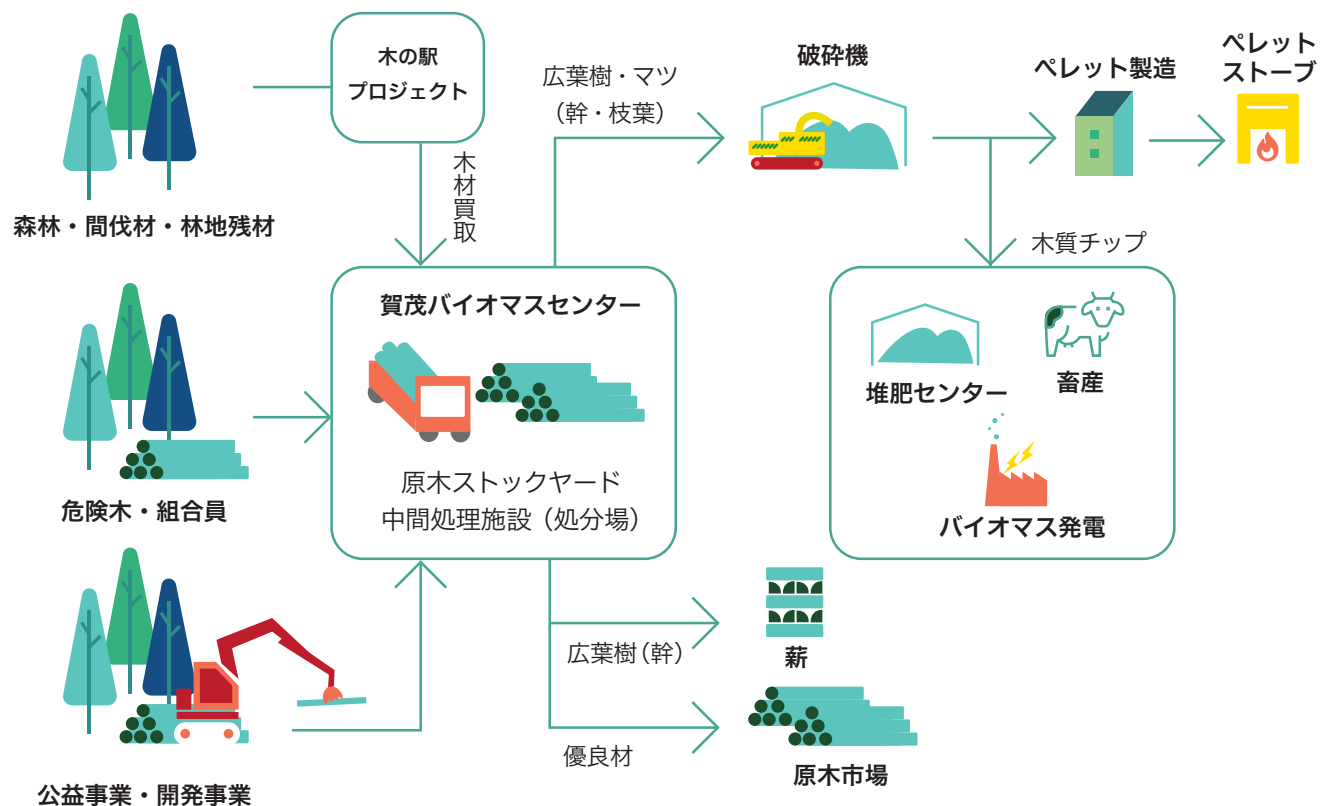 木の駅
プロジェクト
森林・間伐材・林地残材
木材買取
広葉樹・マツ
（幹・枝葉）
破砕機
ペレット製造
ペレット
ストーブ
木質チップ
賀茂バイオマスセンター
原木ストックヤード
中間処理施設（処分場）
危険木・組合員
堆肥センター
畜産
バイオマス発電
公益事業・開発事業
広葉樹（幹）
薪
優良材
原木市場